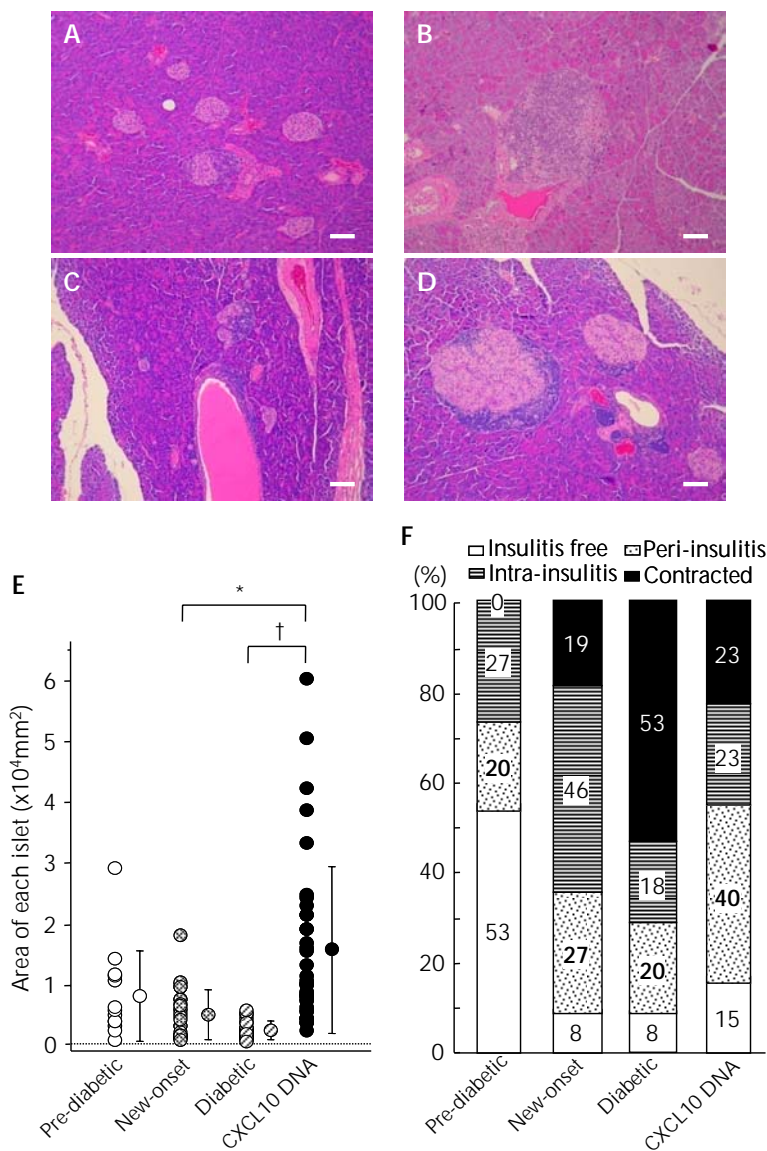 A
B
C
D
E
Area of each islet (x10⁴mm²)
6
5
4
3
2
1
0
*
†
Pre-diabetic
New-onset
Diabetic
CXCL10 DNA
F
Insulitis free
Peri-insulitis
Intra-insulitis
Contracted
(%)
100
80
60
40
20
0
0
27
20
53
19
46
27
8
53
18
20
8
23
23
40
15
Pre-diabetic
New-onset
Diabetic
CXCL10 DNA